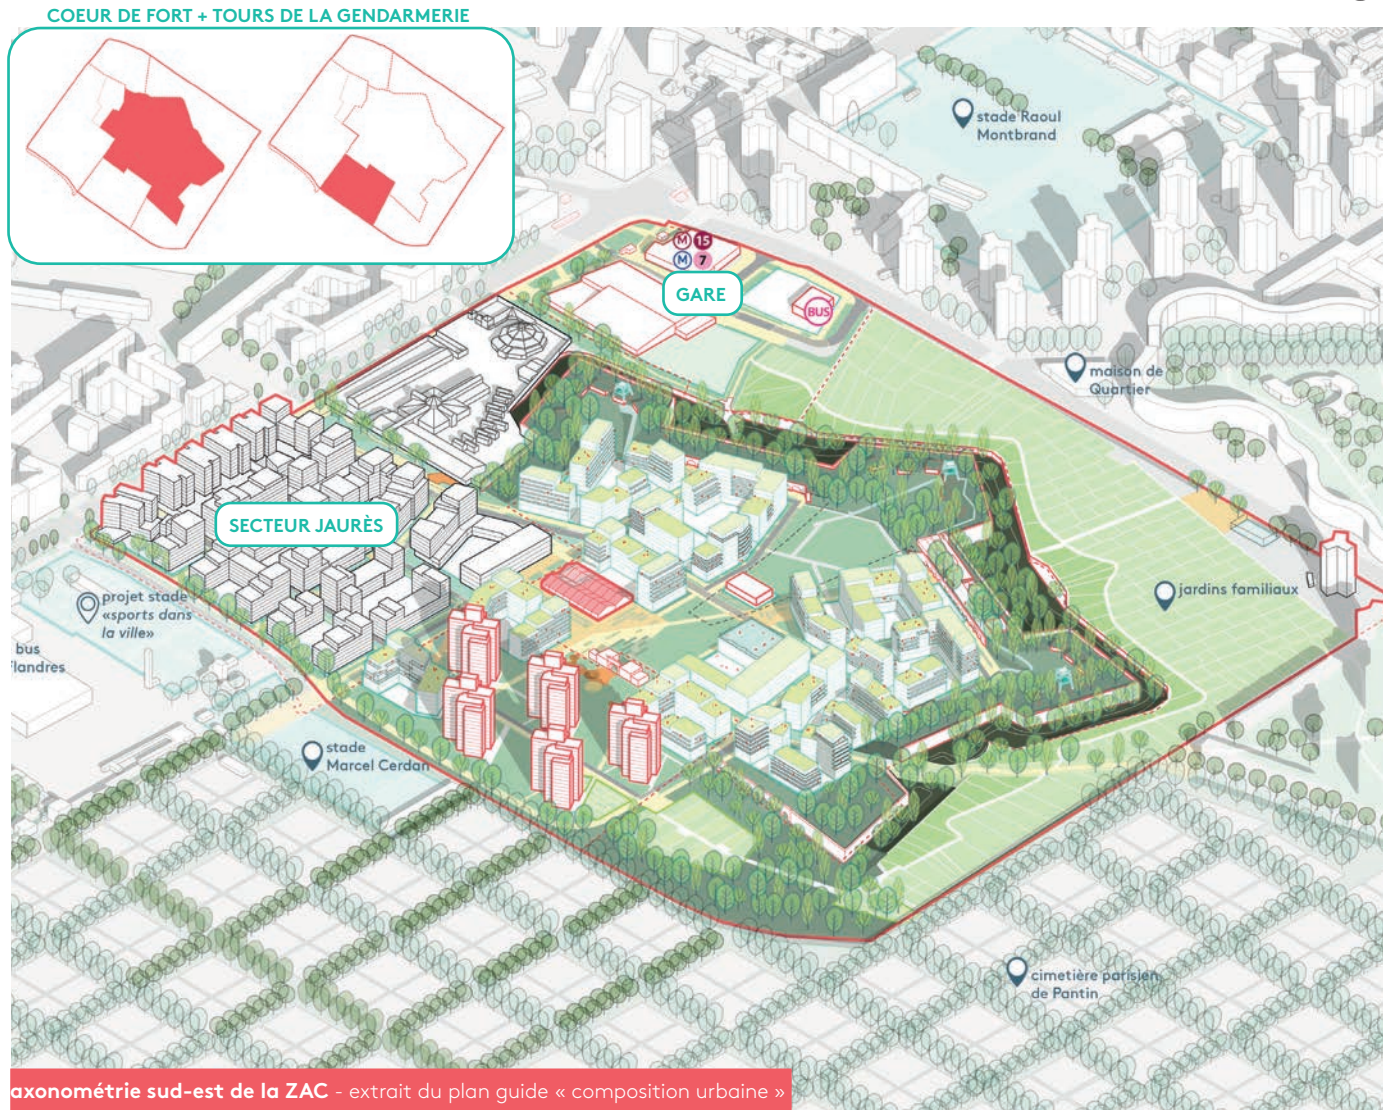 COEUR DE FORT + TOURS DE LA GENDARMERIE
stade Raoul
Montbrand
M 15
M 7
GARE
BUS
maison de
Quartier
SECTEUR JAURÈS
jardins familiaux
projet stade
«sports dans
la ville»
bus
Flandres
stade
Marcel Cerdan
cimetière parisien
de Pantin
axonométrie sud-est de la ZAC - extrait du plan guide « composition urbaine »